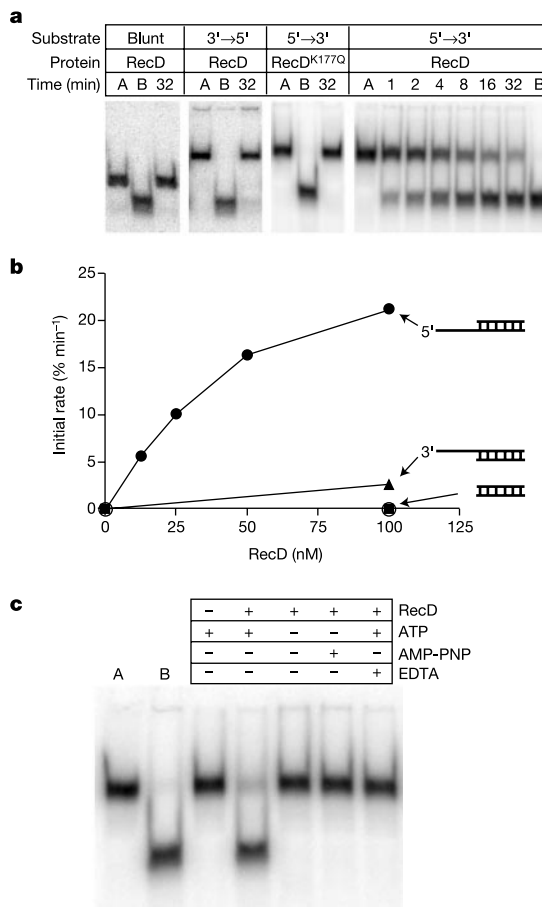 a
Substrate Blunt 3'→5' 5'→3' 5'→3'
Protein RecD RecD RecD^K177Q RecD
Time (min) A B 32 A B 32 A B 32 A 1 2 4 8 16 32 B
b
25
20
15
10
5
0
Initial rate (% min⁻¹)
0 25 50 75 100 125
RecD (nM)
5'
3'
c
− + + + + RecD
+ + − − + ATP
− − − + − AMP-PNP
− − − − + EDTA
A B